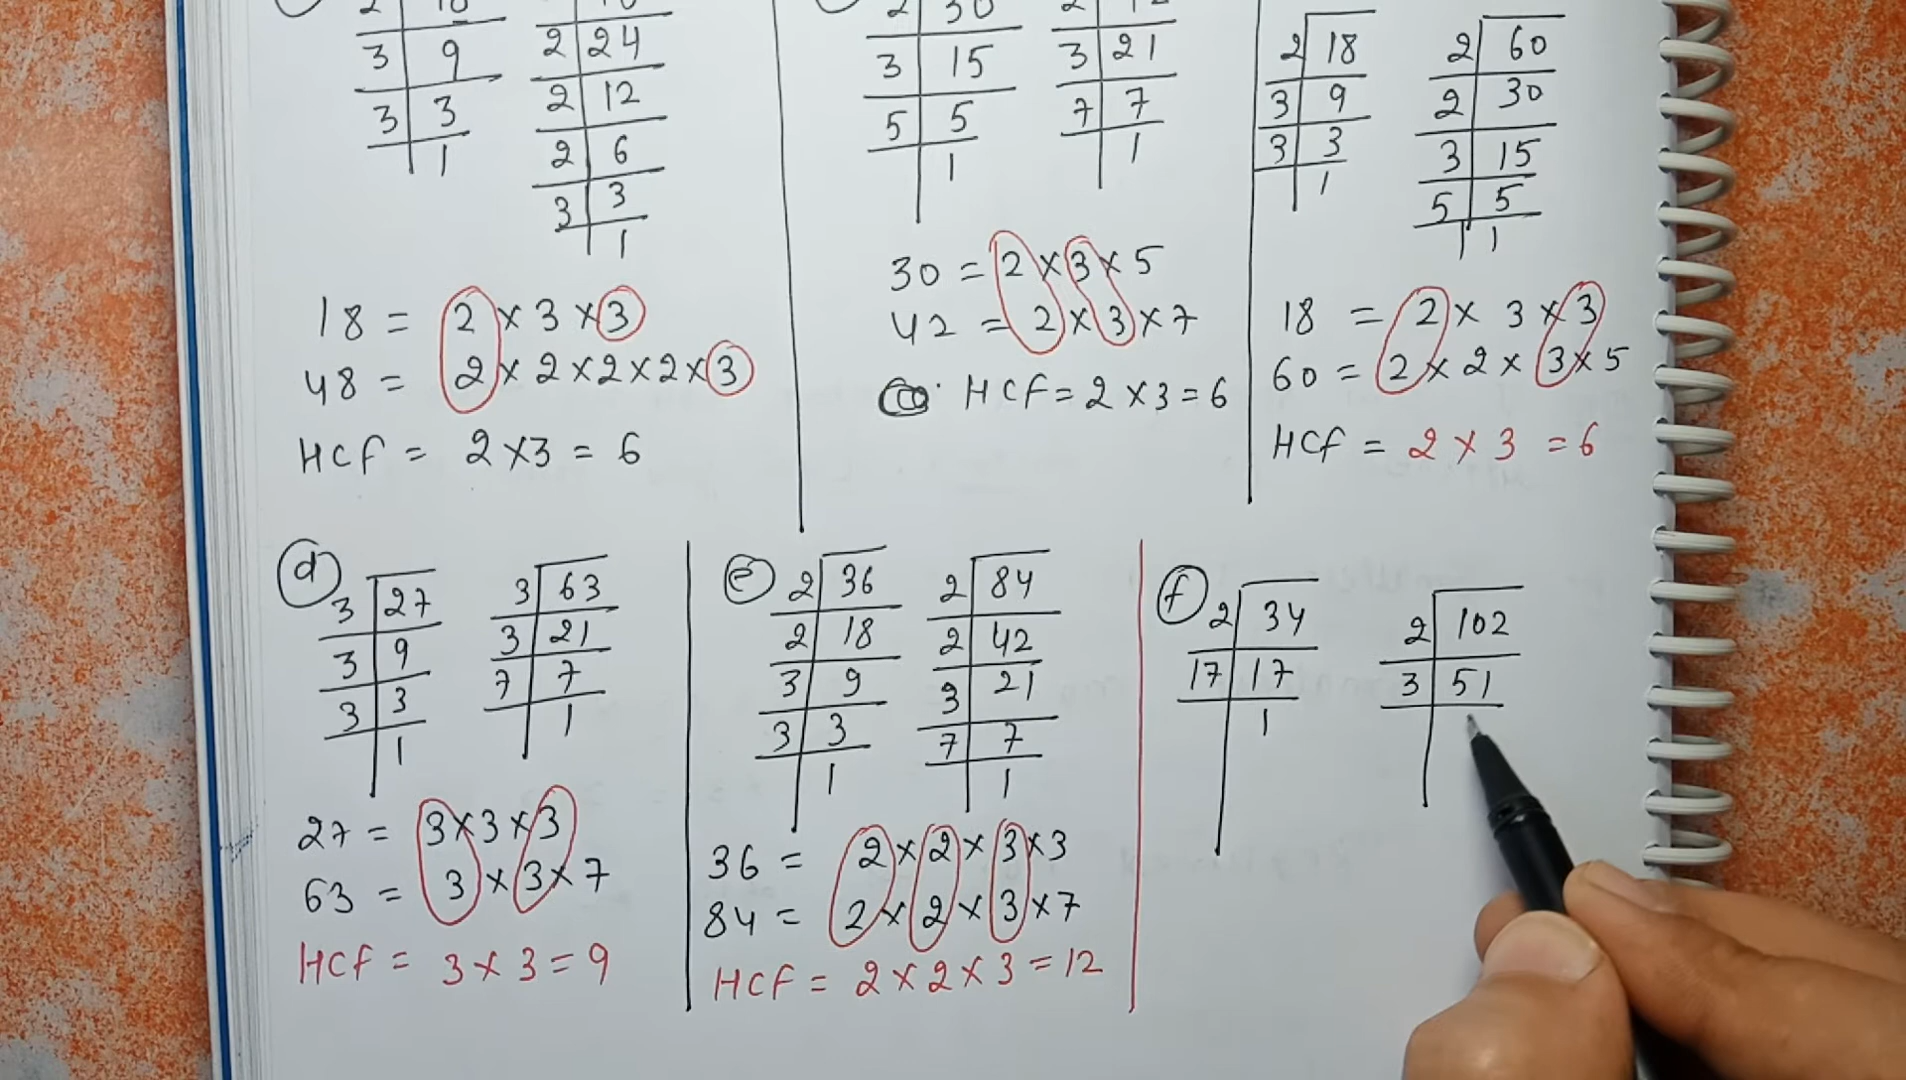 2 | 18
3 | 9
3 | 3
1
2 | 24
2 | 12
2 | 6
3 | 3
1
18 = 2 × 3 × 3
48 = 2 × 2 × 2 × 2 × 3
HCF = 2 × 3 = 6
2 | 30
3 | 15
5 | 5
1
3 | 21
7 | 7
1
30 = 2 × 3 × 5
42 = 2 × 3 × 7
HCF = 2 × 3 = 6
2 | 18
3 | 9
3 | 3
1
2 | 60
2 | 30
3 | 15
5 | 5
1
18 = 2 × 3 × 3
60 = 2 × 2 × 3 × 5
HCF = 2 × 3 = 6
d
3 | 27
3 | 9
3 | 3
1
3 | 63
3 | 21
7 | 7
1
27 = 3 × 3 × 3
63 = 3 × 3 × 7
HCF = 3 × 3 = 9
e
2 | 36
2 | 18
3 | 9
3 | 3
1
2 | 84
2 | 42
3 | 21
7 | 7
1
36 = 2 × 2 × 3 × 3
84 = 2 × 2 × 3 × 7
HCF = 2 × 2 × 3 = 12
f
2 | 34
17 | 17
1
2 | 102
3 | 51
1